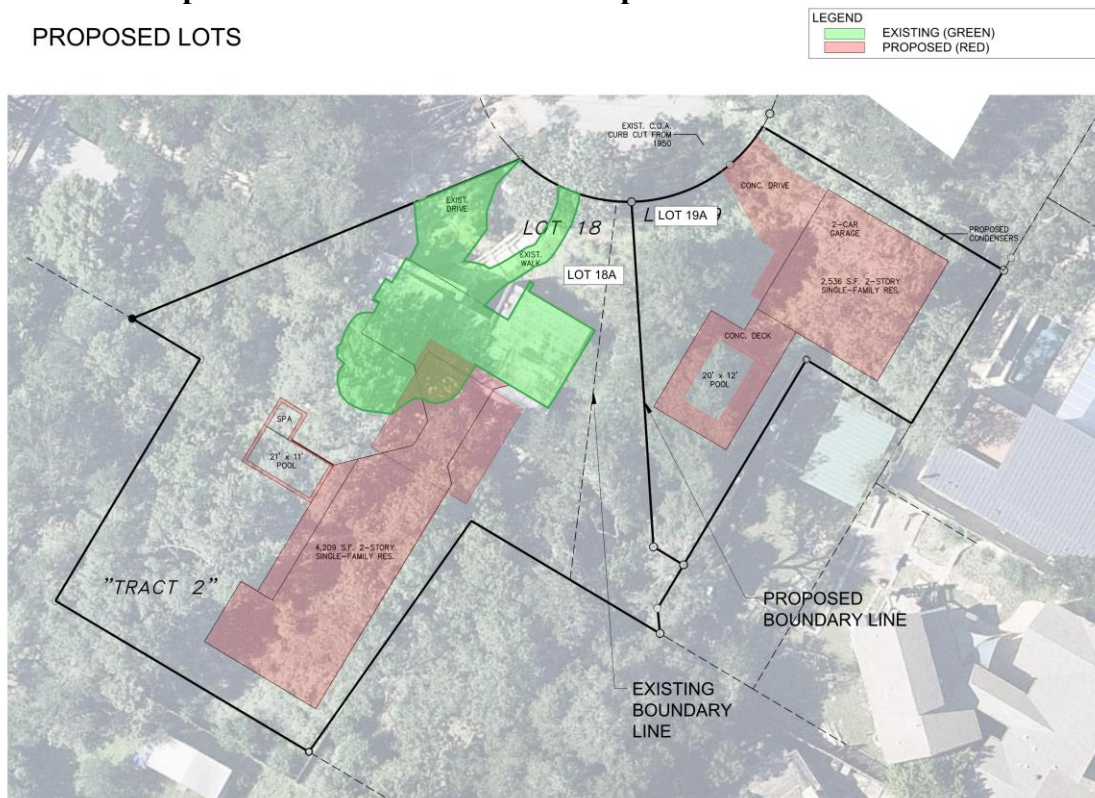 PROPOSED LOTS
LEGEND
EXISTING (GREEN)
PROPOSED (RED)
EXIST. C.O.A.
CURB CUT FROM
1950
CONC. DRIVE
EXIST.
DRIVE
LOT 18
LOT 19A
9
2-CAR
GARAGE
PROPOSED
CONDENSERS
EXIST.
WALK
LOT 18A
2,536 S.F. 2-STORY
SINGLE-FAMILY RES.
CONC. DECK
20' x 12'
POOL
SPA
21' x 11'
POOL
4,209 S.F. 2-STORY
SINGLE-FAMILY RES.
"TRACT 2"
PROPOSED
BOUNDARY LINE
EXISTING
BOUNDARY
LINE